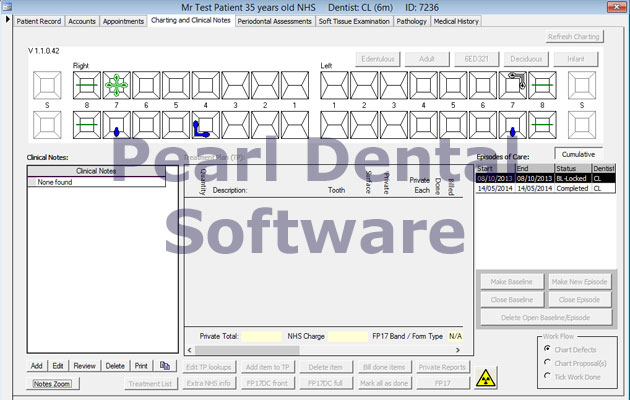 Mr Test Patient 35 years old NHS Dentist: CL (6m) ID: 7236
Patient Record Accounts Appointments Charting and Clinical Notes Periodontal Assessments Soft Tissue Examination Pathology Medical History
Refresh Charting
V 1.1.0.42
Edentulous Adult 6ED321 Deciduous Infant
Right Left
S 8 7 6 5 4 3 2 1 1 2 3 4 5 6 7 8 S
Pearl Dental
Software
Clinical Notes: Treatment Plan (TP): Episodes of Care: Cumulative
Clinical Notes
None found
Quantity Description: Tooth Surface Private Private Each Done Billed
Start End Status Dentist
08/10/2013 08/10/2013 BL-Locked CL
14/05/2014 14/05/2014 Completed CL
Make Baseline Make New Episode
Close Baseline Close Episode
Delete Open Baseline/Episode
Private Total: NHS Charge FP17 Band / Form Type N/A
Work Flow
Chart Defects
Chart Proposal(s)
Tick Work Done
Add Edit Review Delete Print
Edit TP lookups Add item to TP Delete item Bill done items Private Reports
Notes Zoom Treatment List Extra NHS info FP17DC front FP17DC full Mark all as done FP17